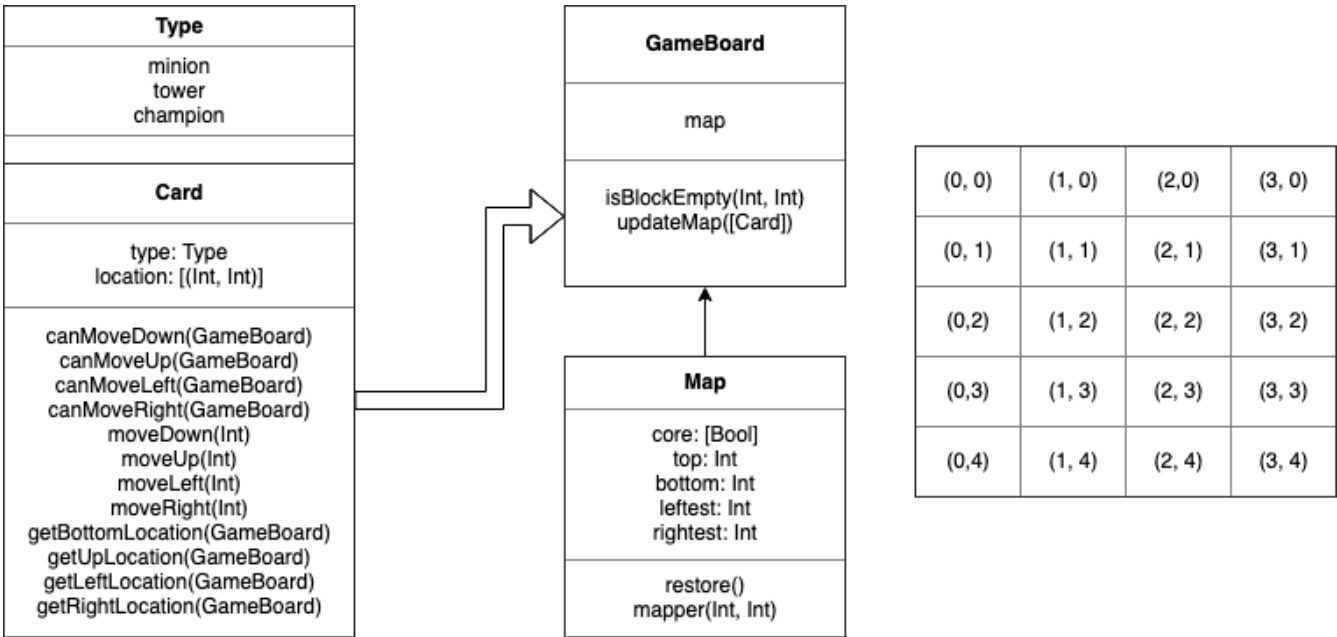 Type
minion
tower
champion
Card
type: Type
location: [(Int, Int)]
canMoveDown(GameBoard)
canMoveUp(GameBoard)
canMoveLeft(GameBoard)
canMoveRight(GameBoard)
moveDown(Int)
moveUp(Int)
moveLeft(Int)
moveRight(Int)
getBottomLocation(GameBoard)
getUpLocation(GameBoard)
getLeftLocation(GameBoard)
getRightLocation(GameBoard)
GameBoard
map
isBlockEmpty(Int, Int)
updateMap([Card])
Map
core: [Bool]
top: Int
bottom: Int
leftest: Int
rightest: Int
restore()
mapper(Int, Int)
(0, 0) (1, 0) (2,0) (3, 0)
(0, 1) (1, 1) (2, 1) (3, 1)
(0,2) (1, 2) (2, 2) (3, 2)
(0,3) (1, 3) (2, 3) (3, 3)
(0,4) (1, 4) (2, 4) (3, 4)